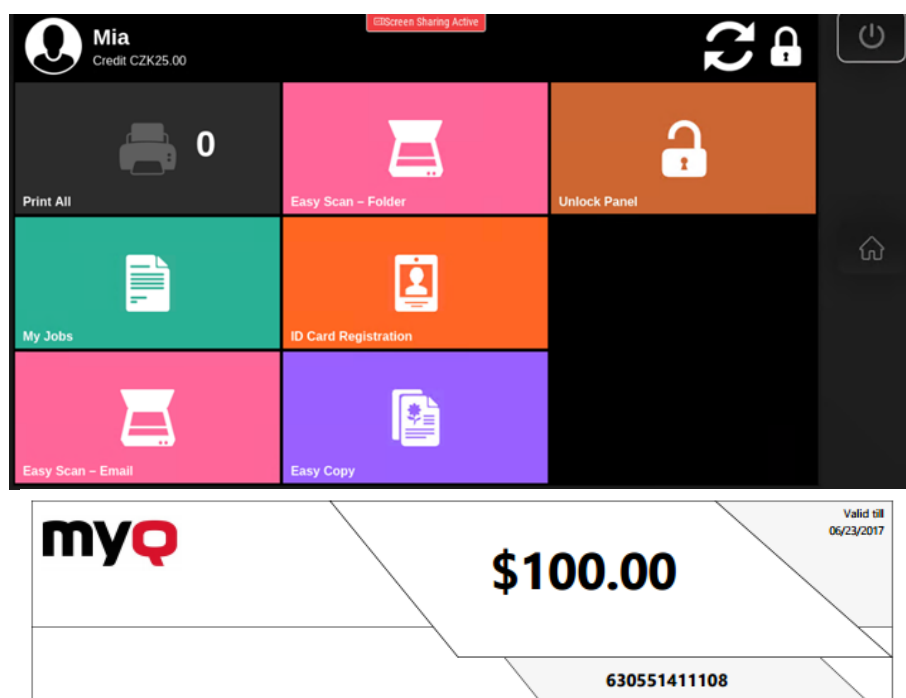 Screen Sharing Active
Mia
Credit CZK25.00
0
Print All
Easy Scan – Folder
Unlock Panel
My Jobs
ID Card Registration
Easy Scan – Email
Easy Copy
myQ
Valid till
06/23/2017
$100.00
630551411108